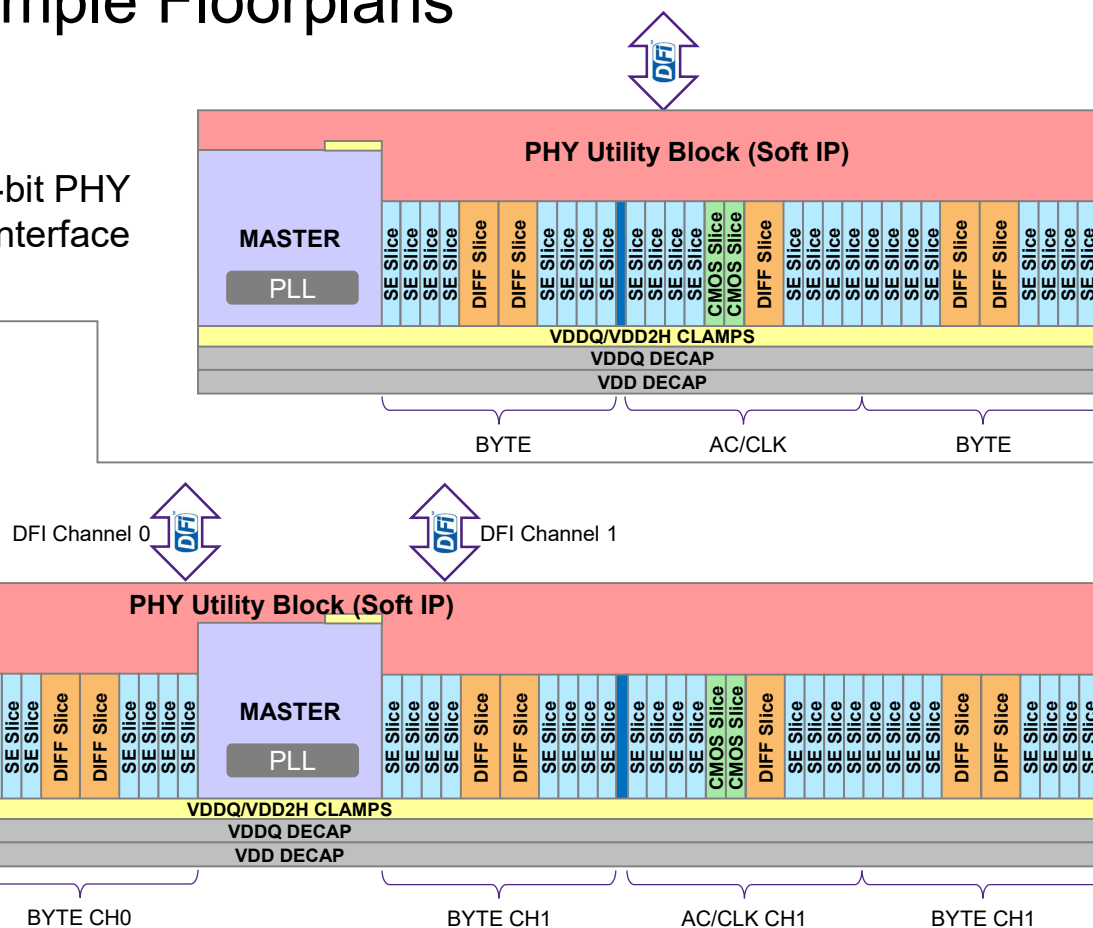 mple Floorplans
DFi
-bit PHY
nterface
PHY Utility Block (Soft IP)
MASTER
PLL
SE Slice
SE Slice
SE Slice
SE Slice
DIFF Slice
DIFF Slice
SE Slice
SE Slice
SE Slice
SE Slice
SE Slice
SE Slice
SE Slice
SE Slice
CMOS Slice
CMOS Slice
DIFF Slice
SE Slice
SE Slice
SE Slice
SE Slice
SE Slice
SE Slice
SE Slice
SE Slice
DIFF Slice
DIFF Slice
SE Slice
SE Slice
SE Slice
SE Slice
VDDQ/VDD2H CLAMPS
VDDQ DECAP
VDD DECAP
BYTE
AC/CLK
BYTE
DFI Channel 0
DFi
DFi
DFI Channel 1
PHY Utility Block (Soft IP)
SE Slice
SE Slice
DIFF Slice
DIFF Slice
SE Slice
SE Slice
SE Slice
SE Slice
MASTER
PLL
SE Slice
SE Slice
SE Slice
SE Slice
DIFF Slice
DIFF Slice
SE Slice
SE Slice
SE Slice
SE Slice
SE Slice
SE Slice
SE Slice
SE Slice
CMOS Slice
CMOS Slice
DIFF Slice
SE Slice
SE Slice
SE Slice
SE Slice
SE Slice
SE Slice
SE Slice
SE Slice
DIFF Slice
DIFF Slice
SE Slice
SE Slice
SE Slice
SE Slice
VDDQ/VDD2H CLAMPS
VDDQ DECAP
VDD DECAP
BYTE CH0
BYTE CH1
AC/CLK CH1
BYTE CH1